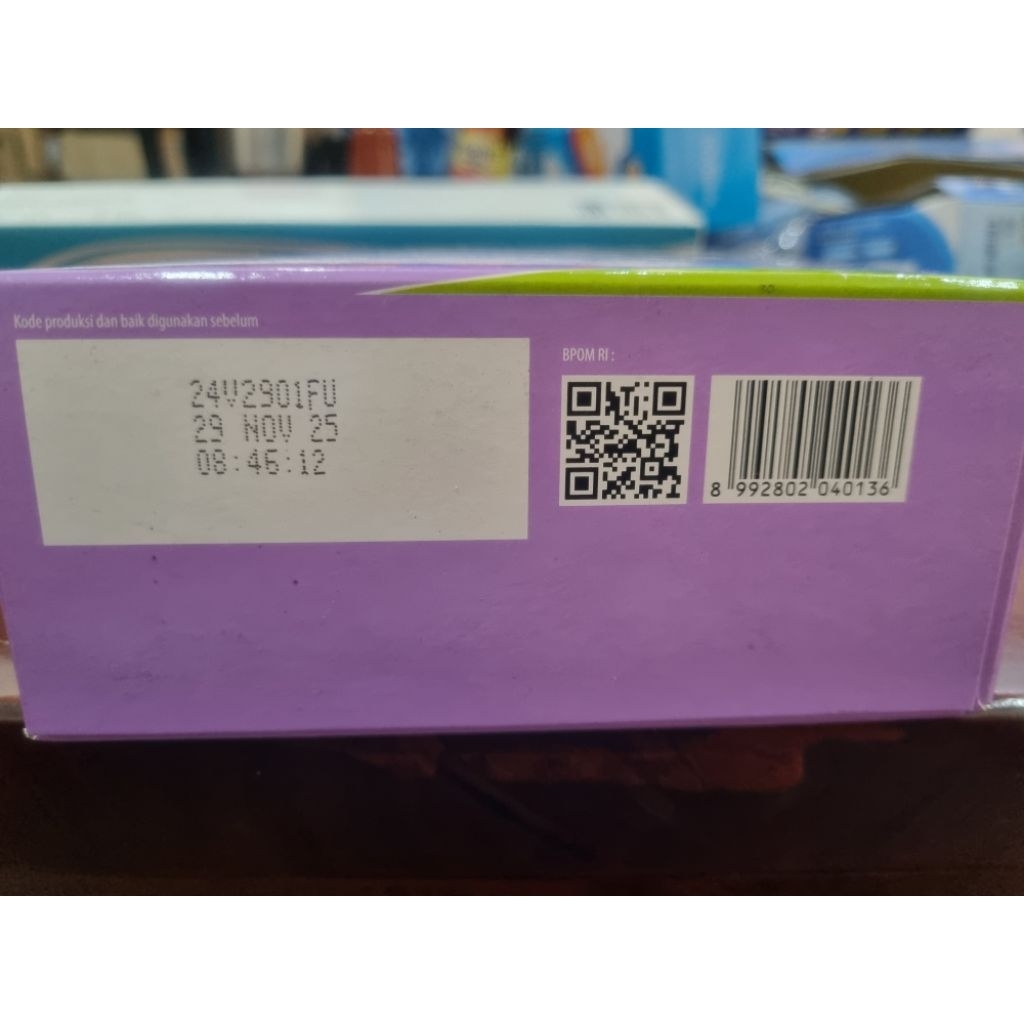 Kode produksi dan baik digunakan sebelum
24V2901FU
29 NOV 25
08:46:12
BPOM RI :
8 992802 040136